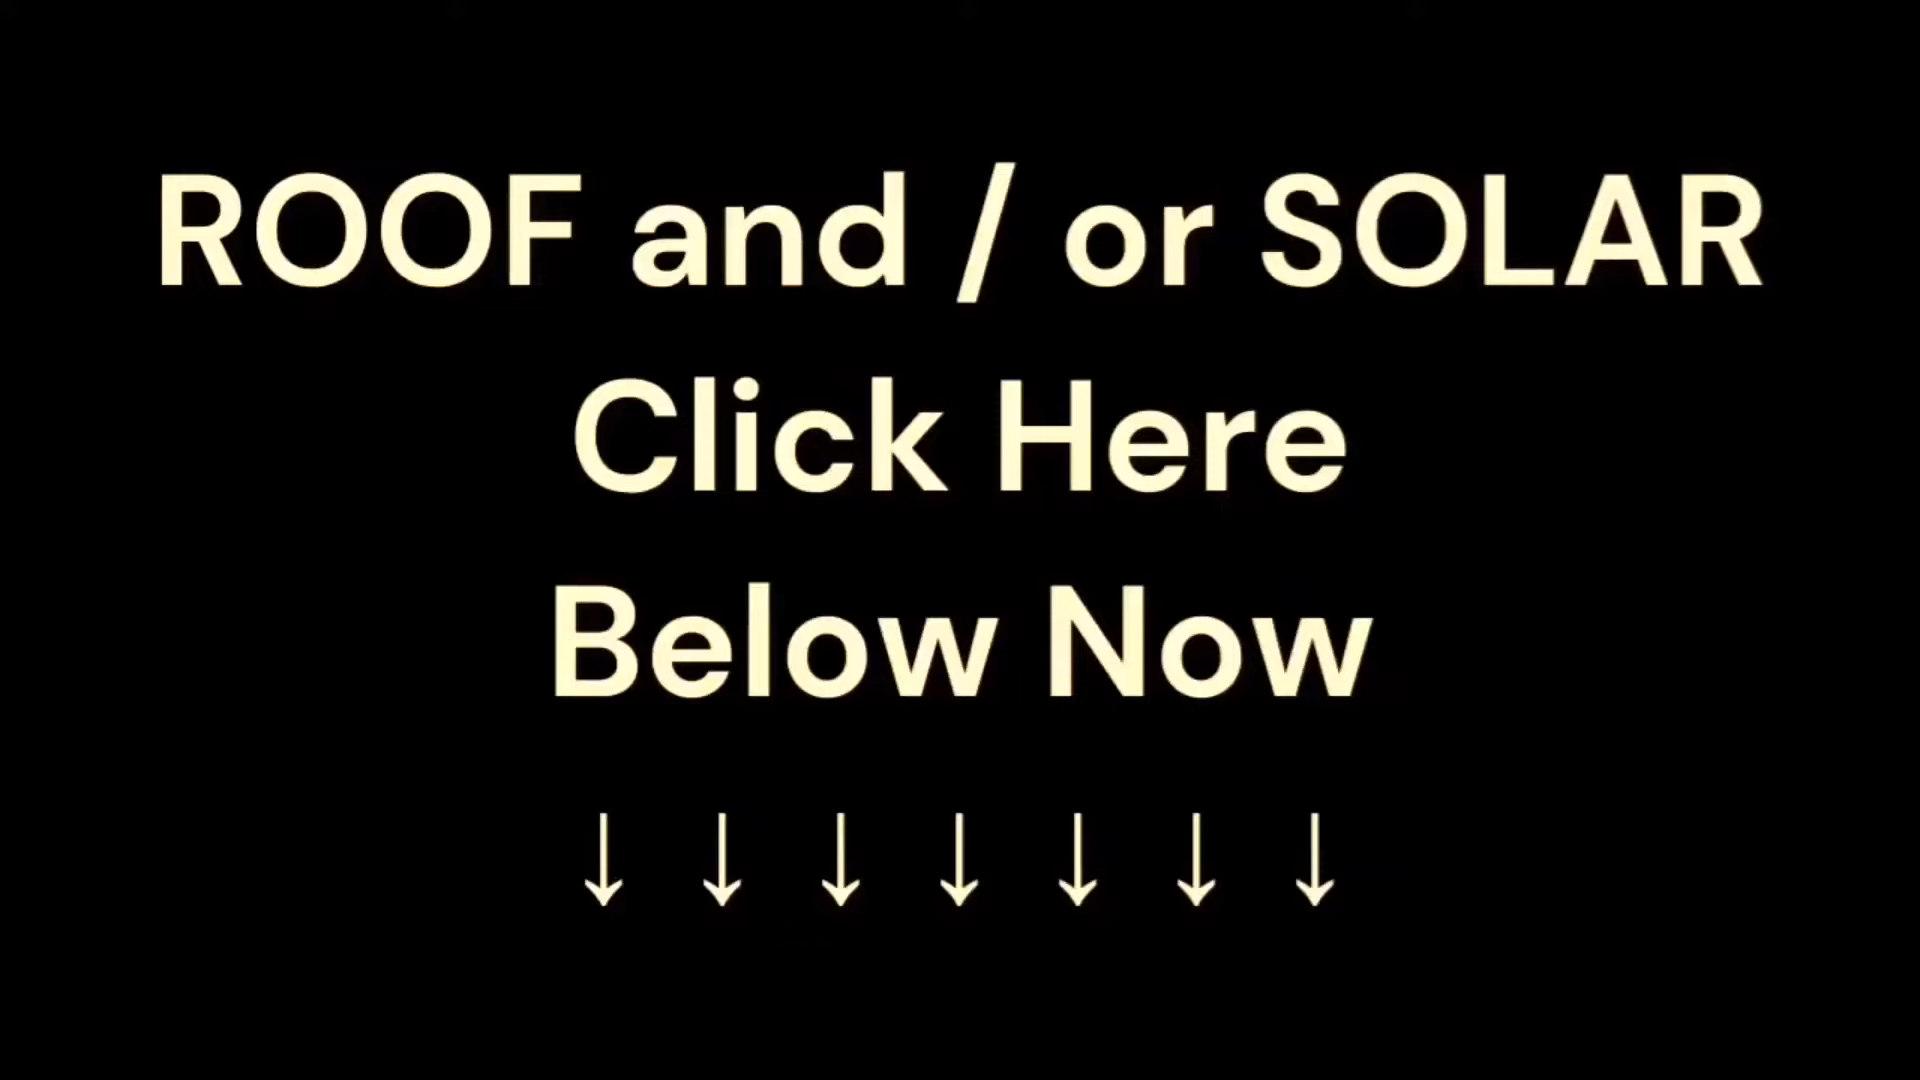 ROOF and / or SOLAR
Click Here
Below Now
↓ ↓ ↓ ↓ ↓ ↓ ↓